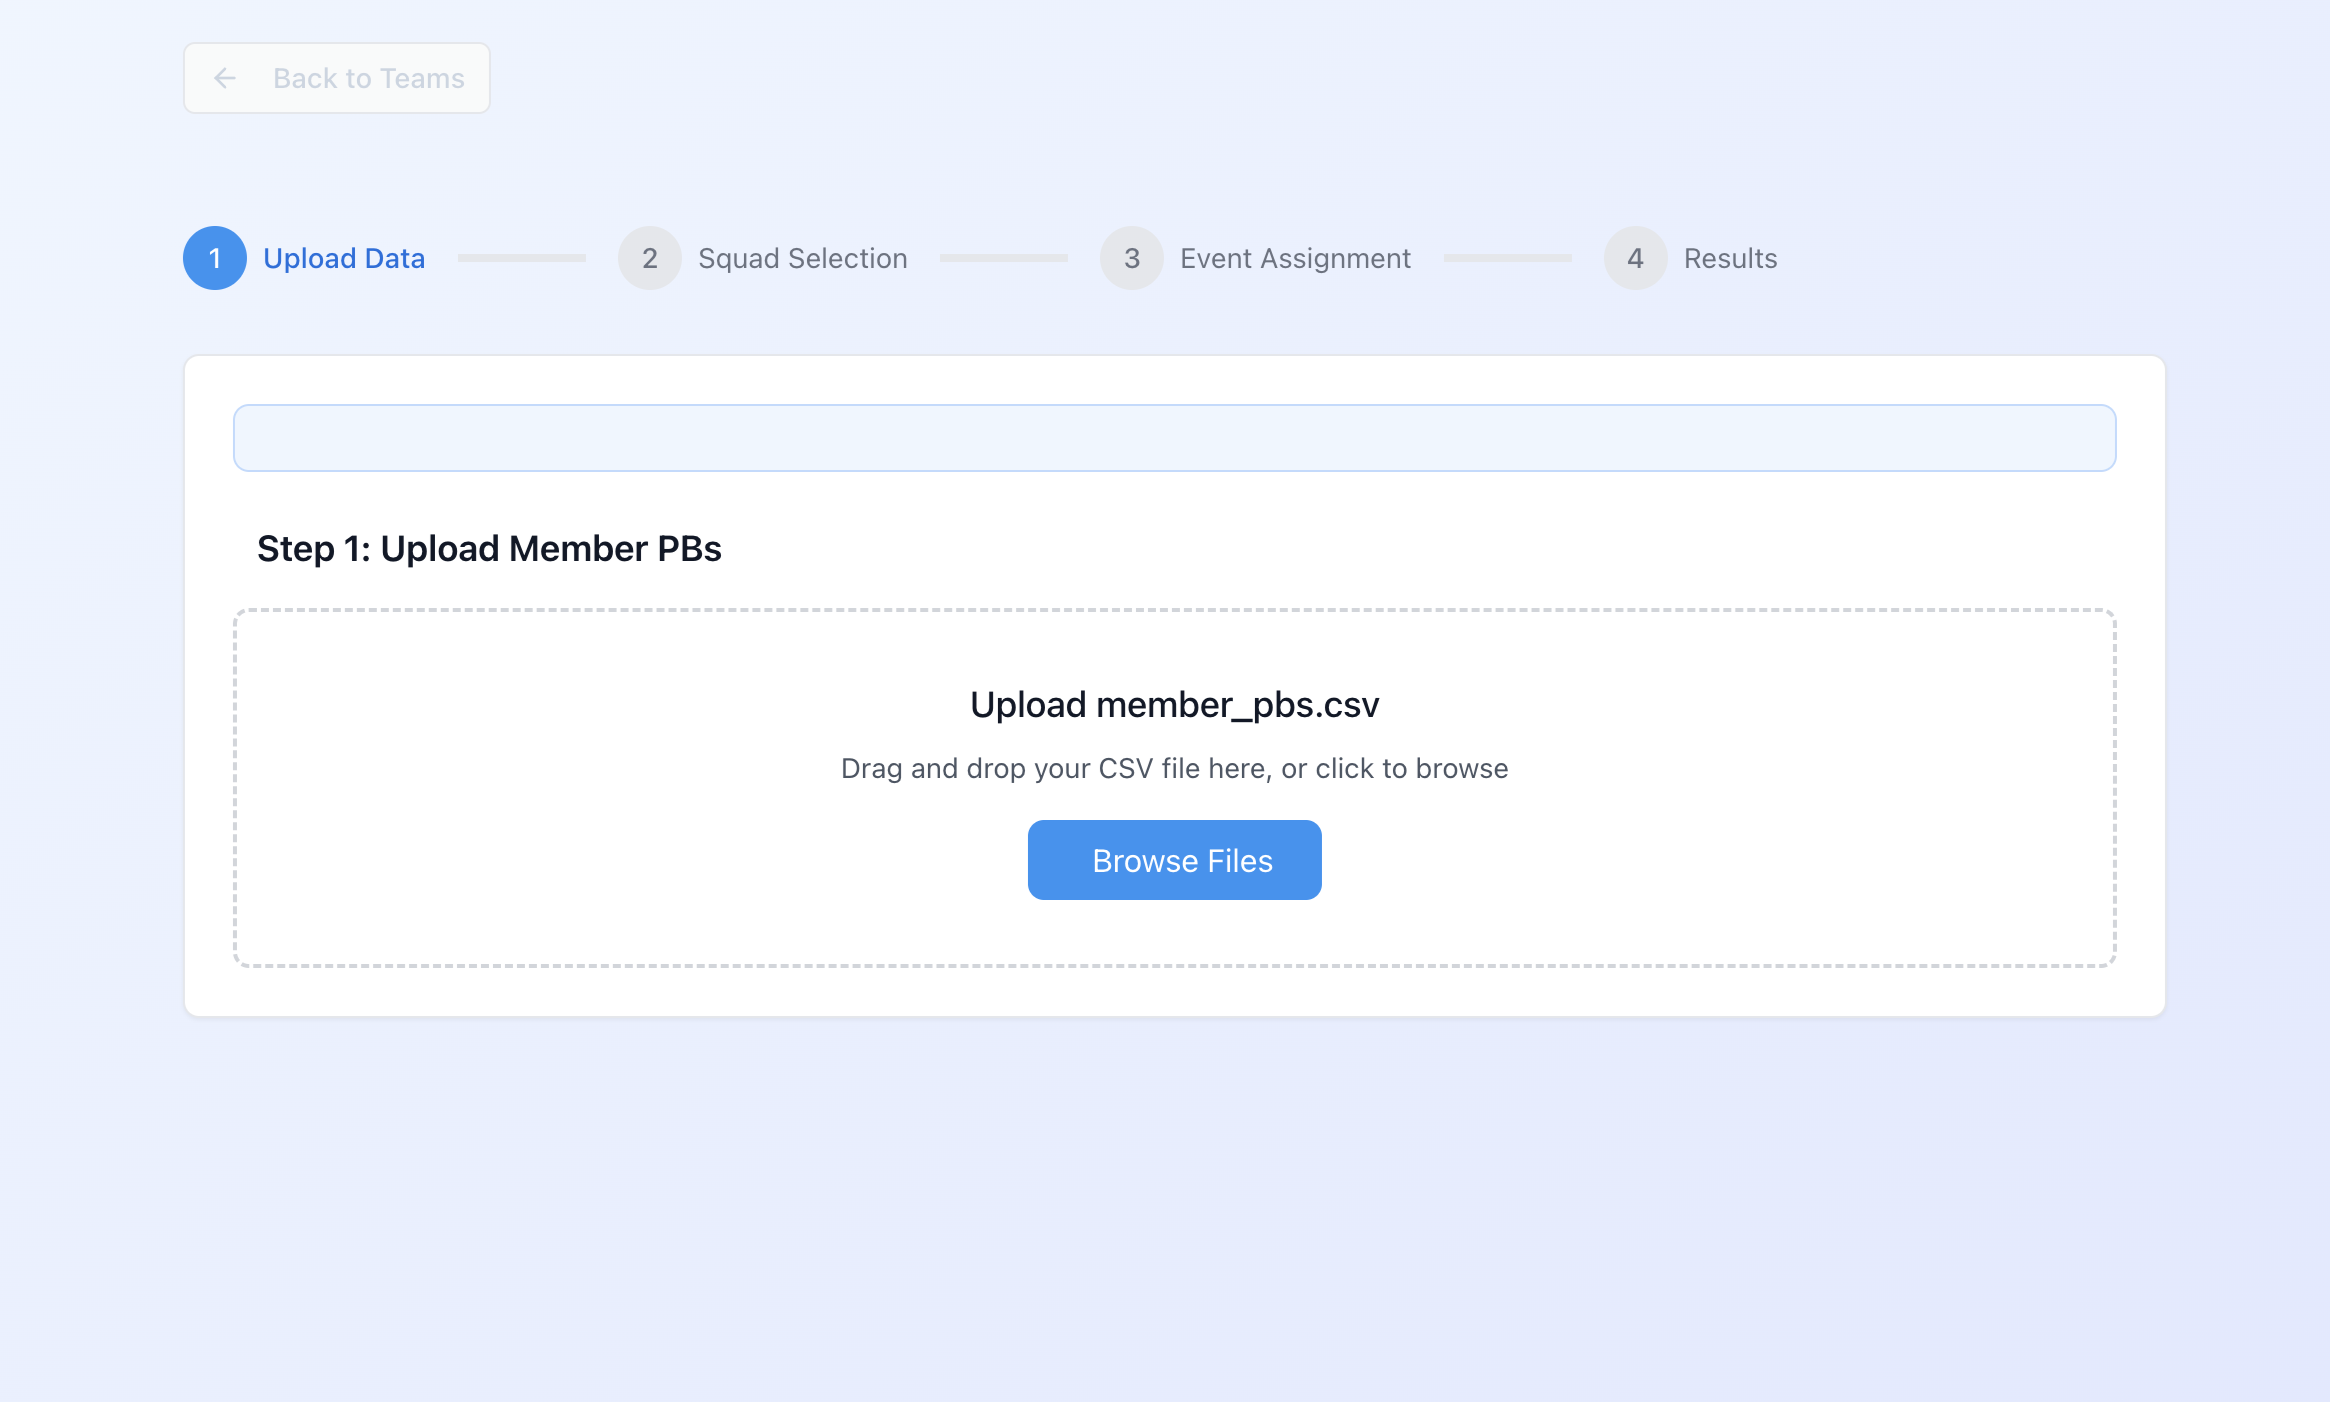 Back to Teams
1 Upload Data 2 Squad Selection 3 Event Assignment 4 Results
Step 1: Upload Member PBs
Upload member_pbs.csv
Drag and drop your CSV file here, or click to browse
Browse Files